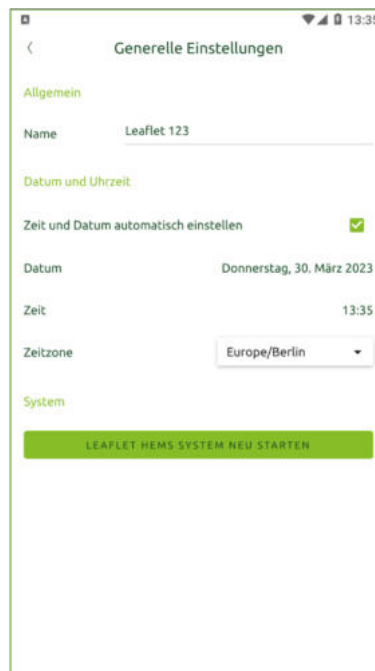 13:35
Generelle Einstellungen
Allgemein
Name Leaflet 123
Datum und Uhrzeit
Zeit und Datum automatisch einstellen
Datum Donnerstag, 30. März 2023
Zeit 13:35
Zeitzone Europe/Berlin
System
LEAFLET HEMS SYSTEM NEU STARTEN